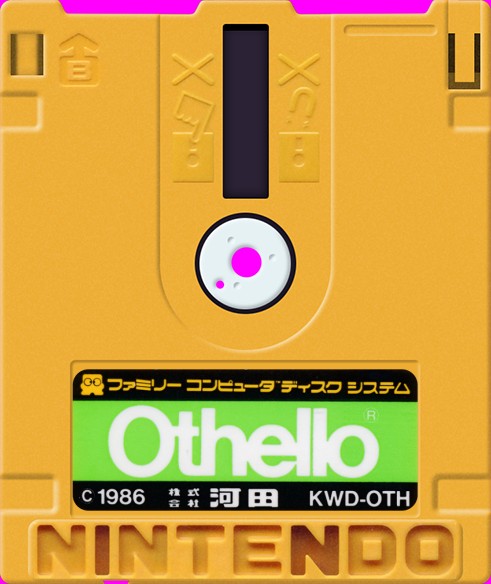 B
ファミリー コンピュータ ディスク システム
Othello ®
C 1986 株式会社 河田 KWD-OTH
NINTENDO